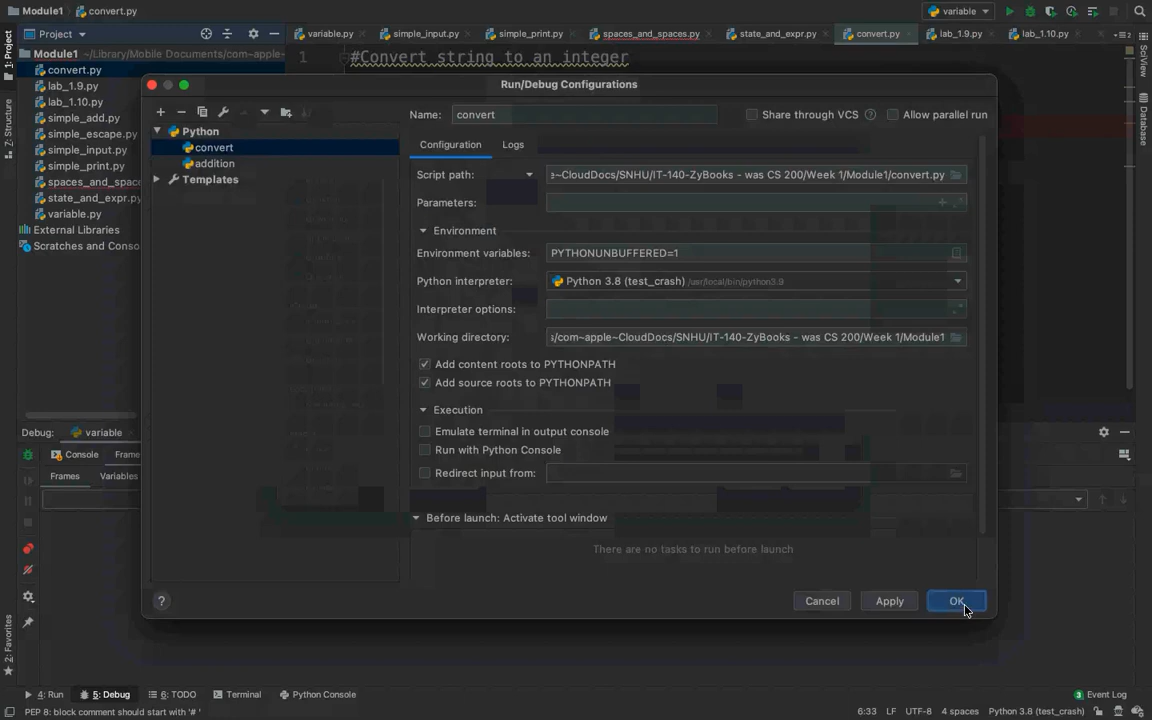 Module1 convert.py
variable
Project
variable.py simple_input.py simple_print.py spaces_and_spaces.py state_and_expr.py convert.py lab_1.9.py lab_1.10.py
1: Project
Z: Structure
2: Favorites
SciView
Database
Module1 ~/Library/Mobile Documents/com~apple~
convert.py
lab_1.9.py
lab_1.10.py
simple_add.py
simple_escape.py
simple_input.py
simple_print.py
spaces_and_space
state_and_expr.py
variable.py
External Libraries
Scratches and Conso
1 #Convert string to an integer
Run/Debug Configurations
Python
convert
addition
Templates
Name: convert
Share through VCS
Allow parallel run
Configuration Logs
Script path: e~CloudDocs/SNHU/IT-140-ZyBooks - was CS 200/Week 1/Module1/convert.py
Parameters:
Environment
Environment variables: PYTHONUNBUFFERED=1
Python interpreter: Python 3.8 (test_crash) /usr/local/bin/python3.9
Interpreter options:
Working directory: s/com~apple~CloudDocs/SNHU/IT-140-ZyBooks - was CS 200/Week 1/Module1
Add content roots to PYTHONPATH
Add source roots to PYTHONPATH
Execution
Emulate terminal in output console
Run with Python Console
Redirect input from:
Before launch: Activate tool window
There are no tasks to run before launch
? Cancel Apply OK
Debug: variable
Console Frame
Frames Variables
4: Run 5: Debug 6: TODO Terminal Python Console 3 Event Log
PEP 8: block comment should start with '# ' 6:33 LF UTF-8 4 spaces Python 3.8 (test_crash)